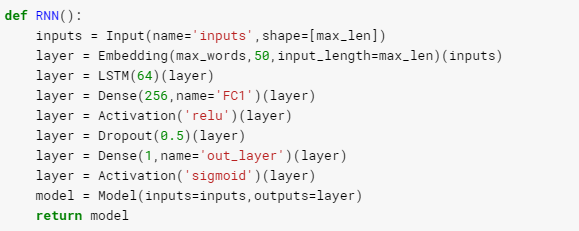 def RNN():
    inputs = Input(name='inputs',shape=[max_len])
    layer = Embedding(max_words,50,input_length=max_len)(inputs)
    layer = LSTM(64)(layer)
    layer = Dense(256,name='FC1')(layer)
    layer = Activation('relu')(layer)
    layer = Dropout(0.5)(layer)
    layer = Dense(1,name='out_layer')(layer)
    layer = Activation('sigmoid')(layer)
    model = Model(inputs=inputs,outputs=layer)
    return model